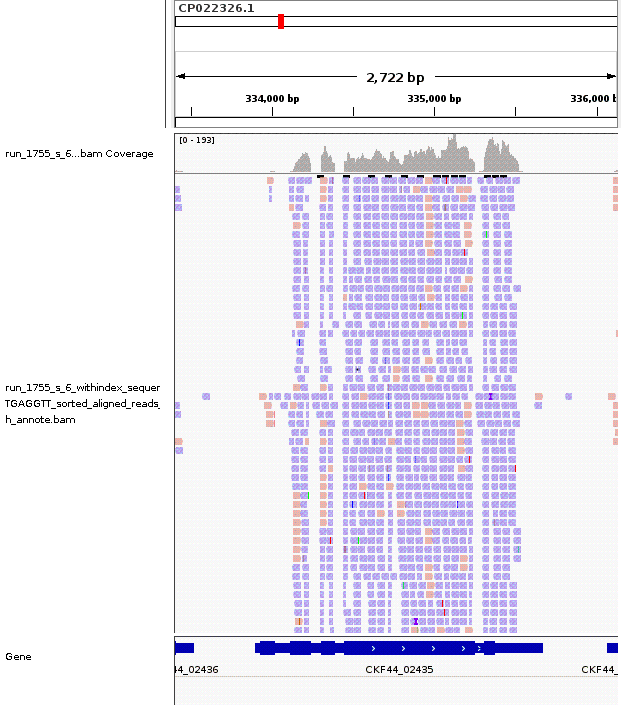 CP022326.1
2,722 bp
334,000 bp 335,000 bp 336,000 b
[0 - 193]
run_1755_s_6...bam Coverage
run_1755_s_6_withindex_sequer
TGAGGTT_sorted_aligned_reads_
h_annote.bam
Gene
44_02436 CKF44_02435 CKF44_